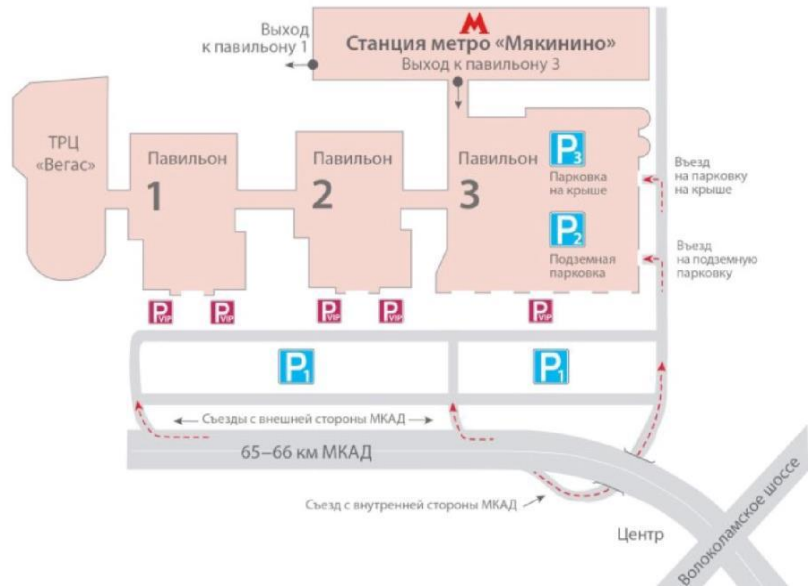 М
Выход
к павильону 1
Станция метро «Мякинино»
Выход к павильону 3
ТРЦ
«Вегас»
Павильон
1
Павильон
2
Павильон
3
P3
Парковка
на крыше
P2
Подземная
парковка
Въезд
на парковку
на крыше
Въезд
на подземную
парковку
P VIP
P VIP
P VIP
P VIP
P VIP
P1
P1
Съезды с внешней стороны МКАД
65–66 км МКАД
Съезд с внутренней стороны МКАД
Центр
Волоколамское шоссе